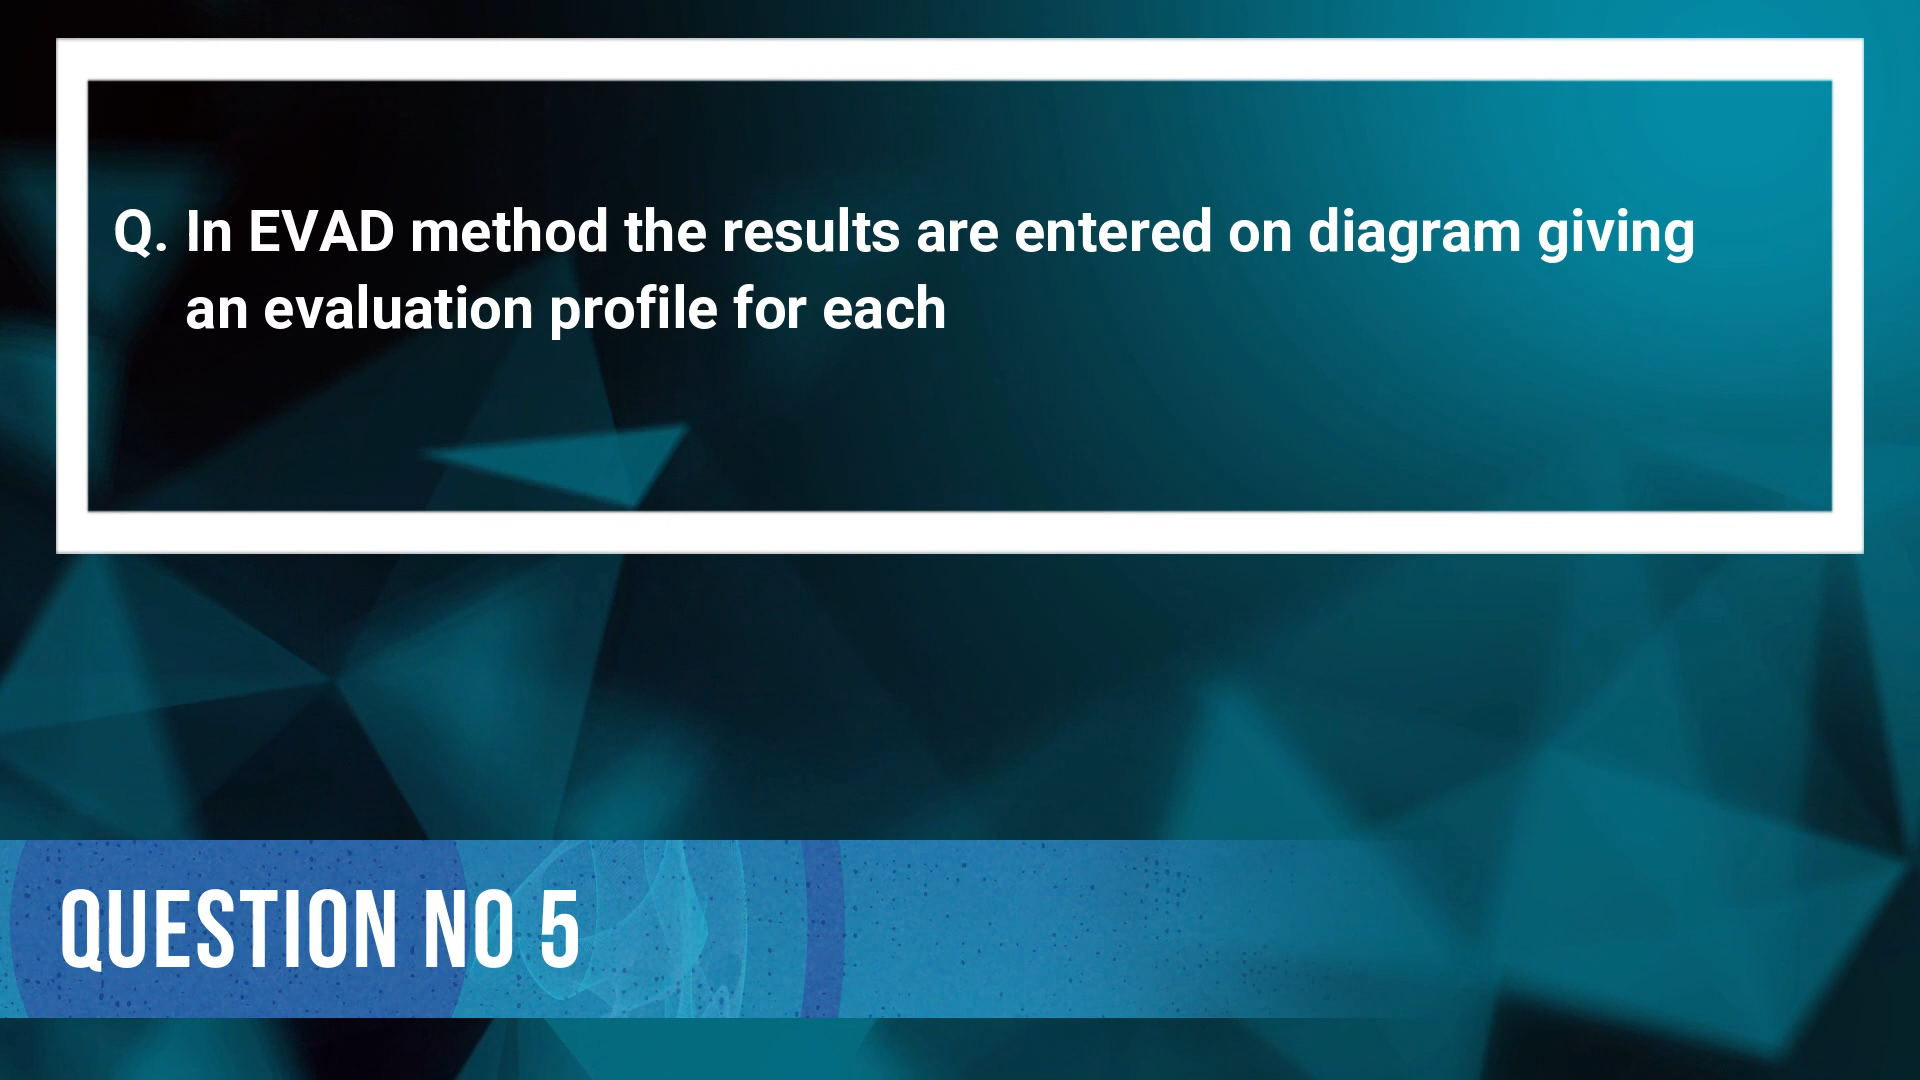 Q. In EVAD method the results are entered on diagram giving
an evaluation profile for each
QUESTION NO 5